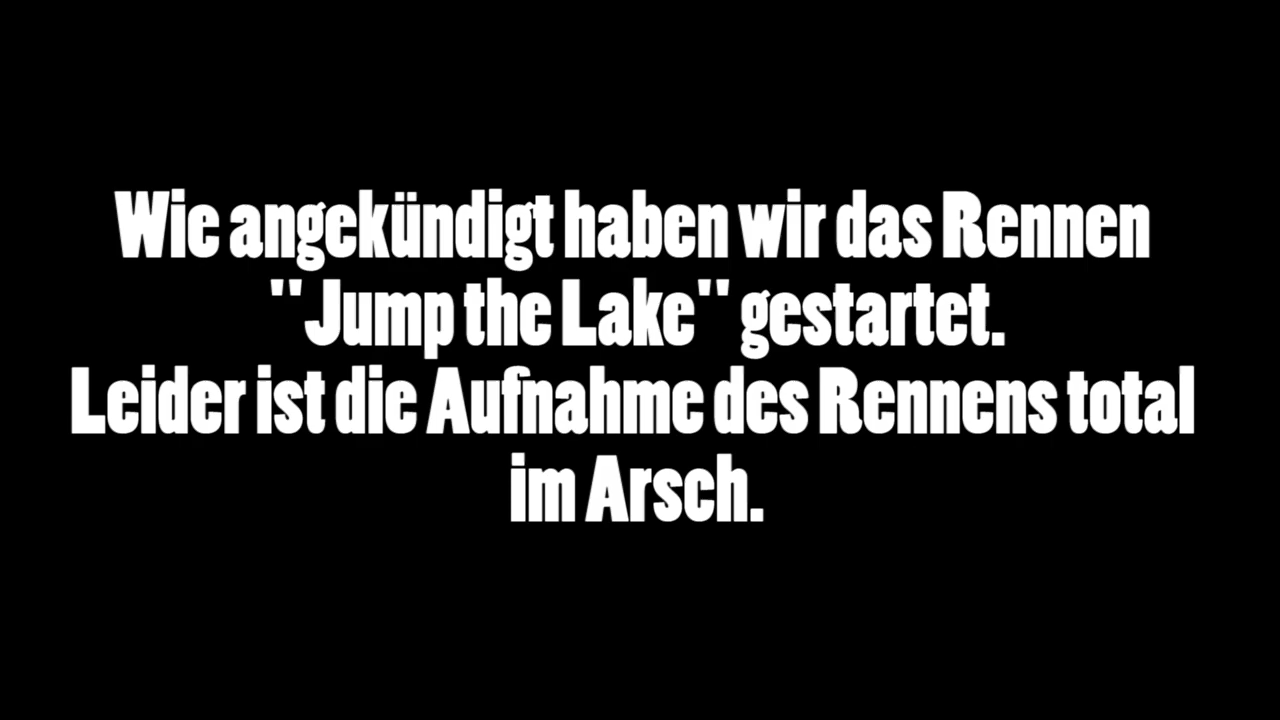 Wie angekündigt haben wir das Rennen
"Jump the Lake" gestartet.
Leider ist die Aufnahme des Rennens total
im Arsch.